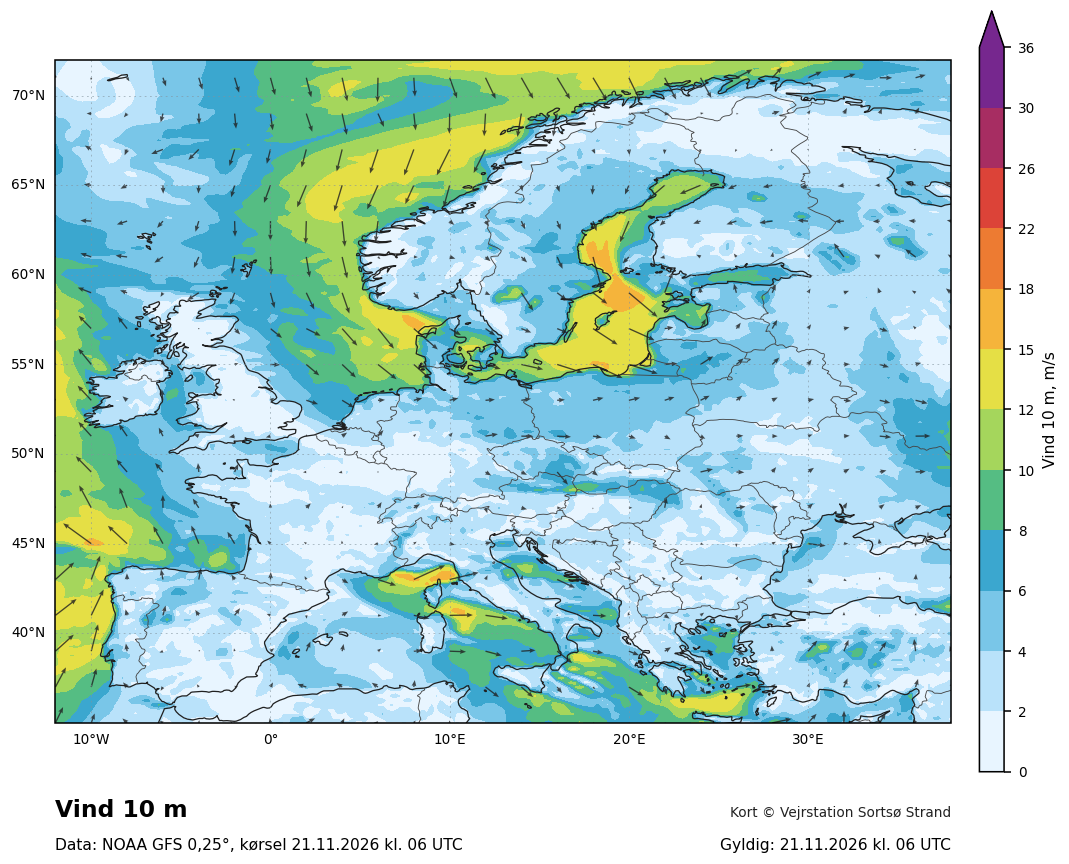 70°N
65°N
60°N
55°N
50°N
45°N
40°N
10°W
0°
10°E
20°E
30°E
36
30
26
22
18
15
12
10
8
6
4
2
0
Vind 10 m, m/s
Vind 10 m
Kort © Vejrstation Sortsø Strand
Data: NOAA GFS 0,25°, kørsel 21.11.2026 kl. 06 UTC
Gyldig: 21.11.2026 kl. 06 UTC